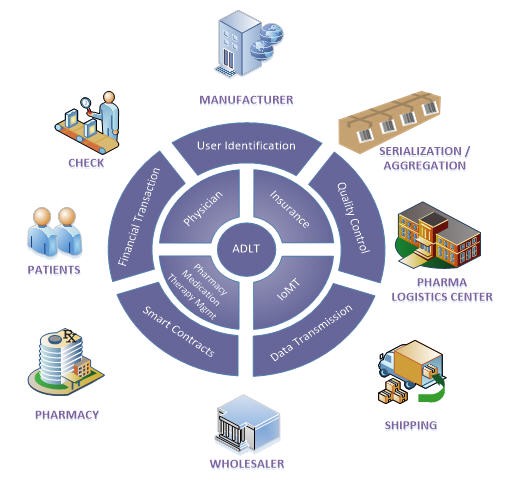 MANUFACTURER
SERIALIZATION /
AGGREGATION
CHECK
User Identification
Financial Transaction
Quality Control
Physician
Insurance
ADLT
PATIENTS
PHARMA
LOGISTICS CENTER
Pharmacy
Medication
Therapy Mgmt
IoMT
Smart Contracts
Data Transmission
PHARMACY
SHIPPING
WHOLESALER